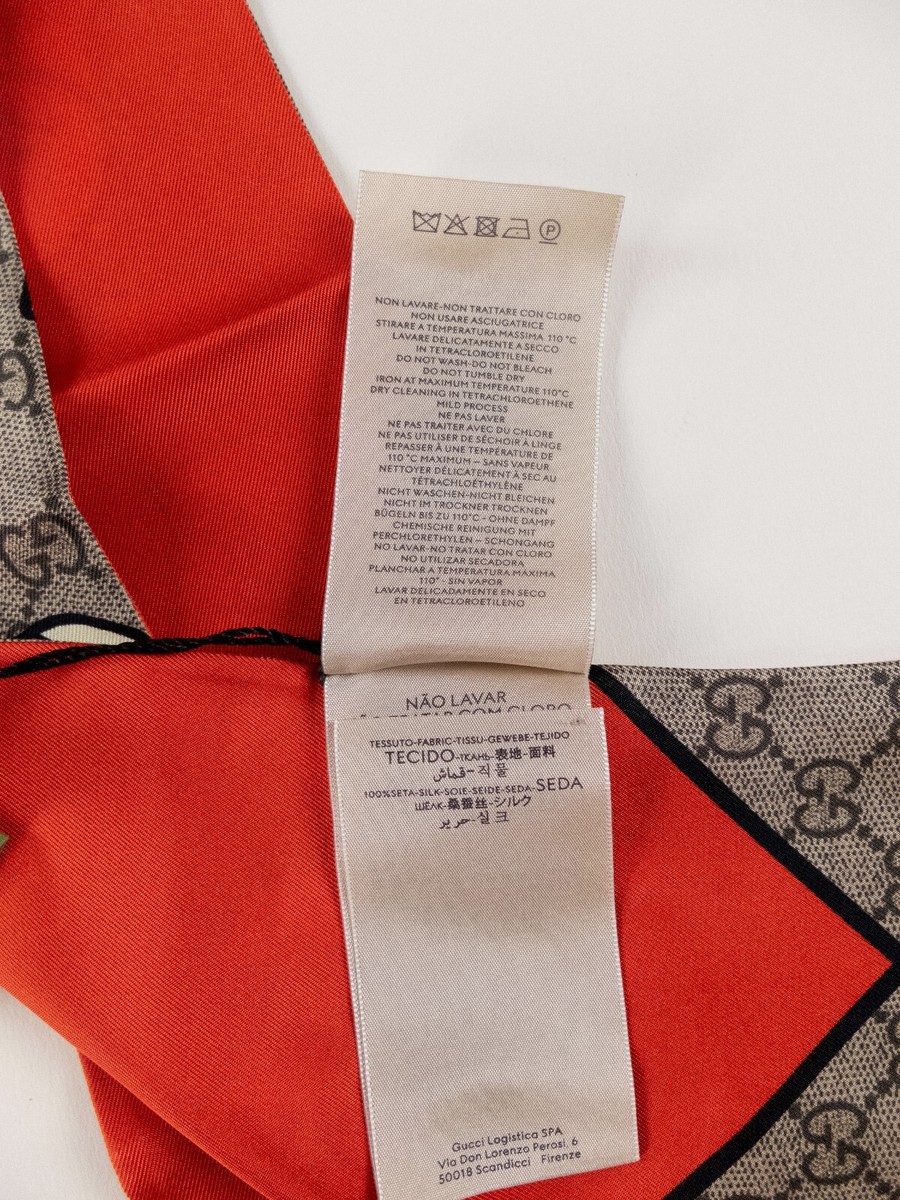 P
NON LAVARE-NON TRATTARE CON CLORO
NON USARE ASCIUGATRICE
STIRARE A TEMPERATURA MASSIMA 110 °C
LAVARE DELICATAMENTE A SECCO
IN TETRACLOROETILENE
DO NOT WASH-DO NOT BLEACH
DO NOT TUMBLE DRY
IRON AT MAXIMUM TEMPERATURE 110°C
DRY CLEANING IN TETRACHLOROETHENE
MILD PROCESS
NE PAS LAVER
NE PAS TRAITER AVEC DU CHLORE
NE PAS UTILISER DE SÉCHOIR À LINGE
REPASSER À UNE TEMPÉRATURE DE
110 °C MAXIMUM – SANS VAPEUR
NETTOYER DÉLICATEMENT À SEC AU
TÉTRACHLOÉTHYLÈNE
NICHT WASCHEN-NICHT BLEICHEN
NICHT IM TROCKNER TROCKNEN
BÜGELN BIS ZU 110°C - OHNE DAMPF
CHEMISCHE REINIGUNG MIT
PERCHLORETHYLEN – SCHONGANG
NO LAVAR-NO TRATAR CON CLORO
NO UTILIZAR SECADORA
PLANCHAR A TEMPERATURA MÁXIMA
110° - SIN VAPOR
LAVAR DELICADAMENTE EN SECO
EN TETRACLOROETILENO
NÃO LAVAR
NÃO TRATAR COM CLORO
TESSUTO-FABRIC-TISSU-GEWEBE-TEJIDO
TECIDO-ТКАНЬ-表地-面料
قماش-직물
100%SETA-SILK-SOIE-SEIDE-SEDA-SEDA
ШЕЛК-桑蚕丝-シルク
حرير-실크
Gucci Logistica SPA
Via Don Lorenzo Perosi, 6
50018 Scandicci Firenze